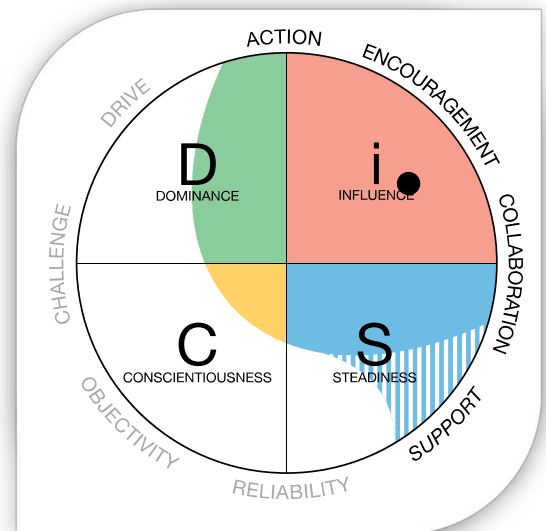 ACTION
ENCOURAGEMENT
COLLABORATION
SUPPORT
RELIABILITY
OBJECTIVITY
CHALLENGE
DRIVE
D
DOMINANCE
i
INFLUENCE
C
CONSCIENTIOUSNESS
S
STEADINESS